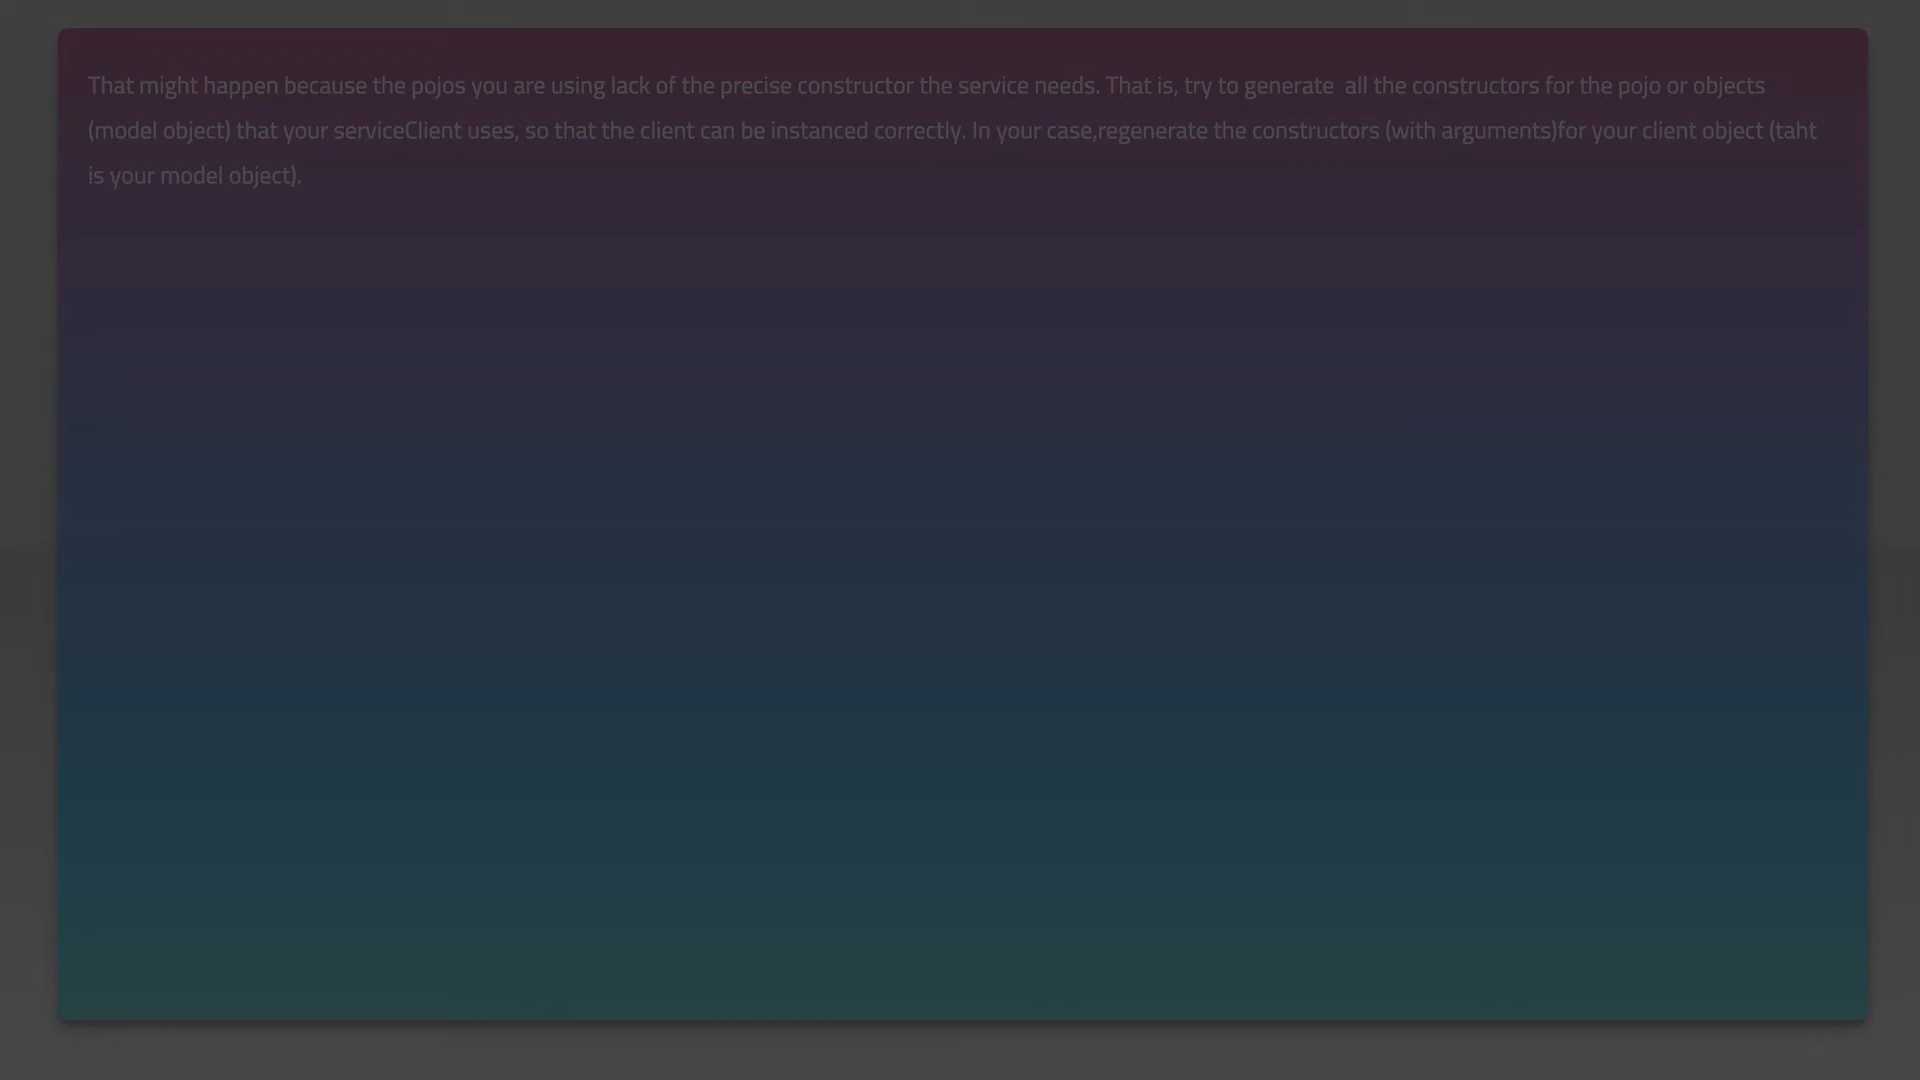 That might happen because the pojos you are using lack of the precise constructor the service needs. That is, try to generate  all the constructors for the pojo or objects
(model object) that your serviceClient uses, so that the client can be instanced correctly. In your case,regenerate the constructors (with arguments)for your client object (taht
is your model object).